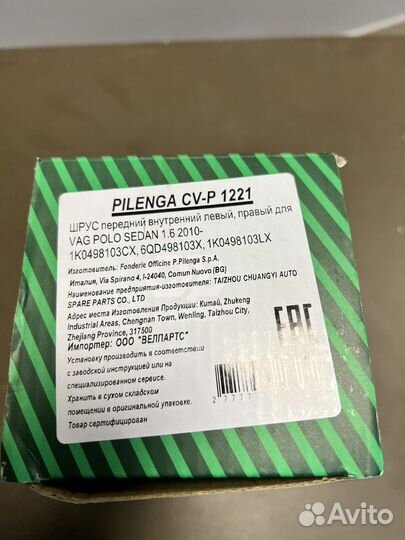 PILENGA CV-P 1221
ШРУС передний внутренний левый, правый для
VAG POLO SEDAN 1.6 2010-
1K0498103CX, 6QD498103X, 1K0498103LX
Изготовитель: Fonderie Officine P.Pilenga S.p.A.
Италия, Via Spirano 4, I-24040, Comun Nuovo (BG)
Наименование предприятия-изготовителя: TAIZHOU CHUANGYI AUTO
SPARE PARTS CO., LTD
Адрес места Изготовления Продукции: Китай, Zhukeng
Industrial Areas, Chengnan Town, Wenling, Taizhou City,
Zhejiang Province, 317500
Импортер: ООО "ВЕЛЛПАРТС"
Установку производить в соответствии
с заводской инструкцией или на
специализированном сервисе.
Хранить в сухом складском
помещении в оригинальной упаковке.
Товар сертифицирован
EAC
Avito